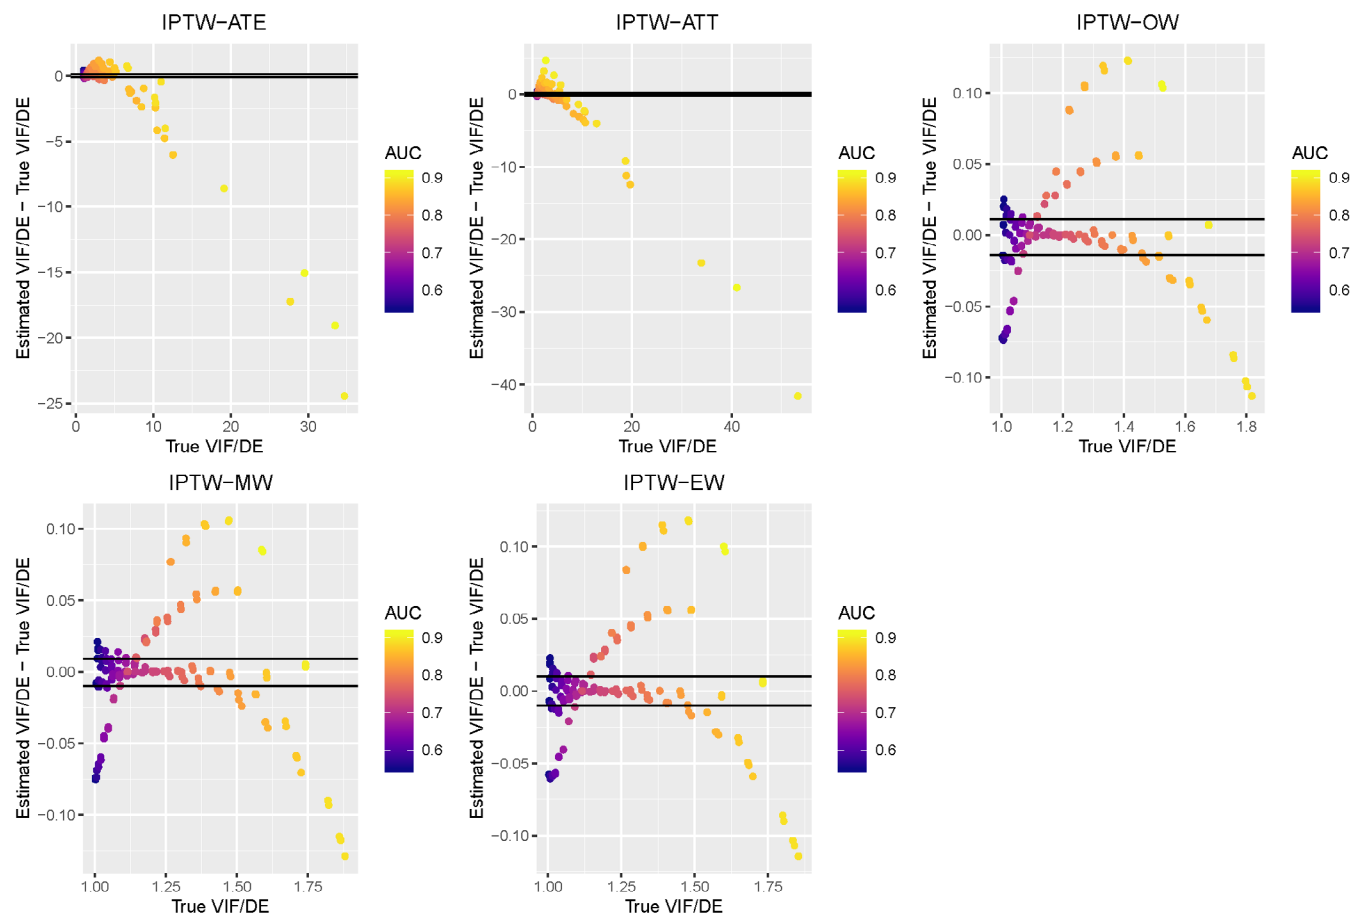 IPTW−ATE
Estimated VIF/DE − True VIF/DE
0
−5
−10
−15
−20
−25
0 10 20 30
True VIF/DE
AUC
0.9
0.8
0.7
0.6
IPTW−ATT
Estimated VIF/DE − True VIF/DE
0
−10
−20
−30
−40
0 20 40
True VIF/DE
AUC
0.9
0.8
0.7
0.6
IPTW−OW
Estimated VIF/DE − True VIF/DE
0.10
0.05
0.00
−0.05
−0.10
1.0 1.2 1.4 1.6 1.8
True VIF/DE
AUC
0.9
0.8
0.7
0.6
IPTW−MW
Estimated VIF/DE − True VIF/DE
0.10
0.05
0.00
−0.05
−0.10
1.00 1.25 1.50 1.75
True VIF/DE
AUC
0.9
0.8
0.7
0.6
IPTW−EW
Estimated VIF/DE − True VIF/DE
0.10
0.05
0.00
−0.05
−0.10
1.00 1.25 1.50 1.75
True VIF/DE
AUC
0.9
0.8
0.7
0.6